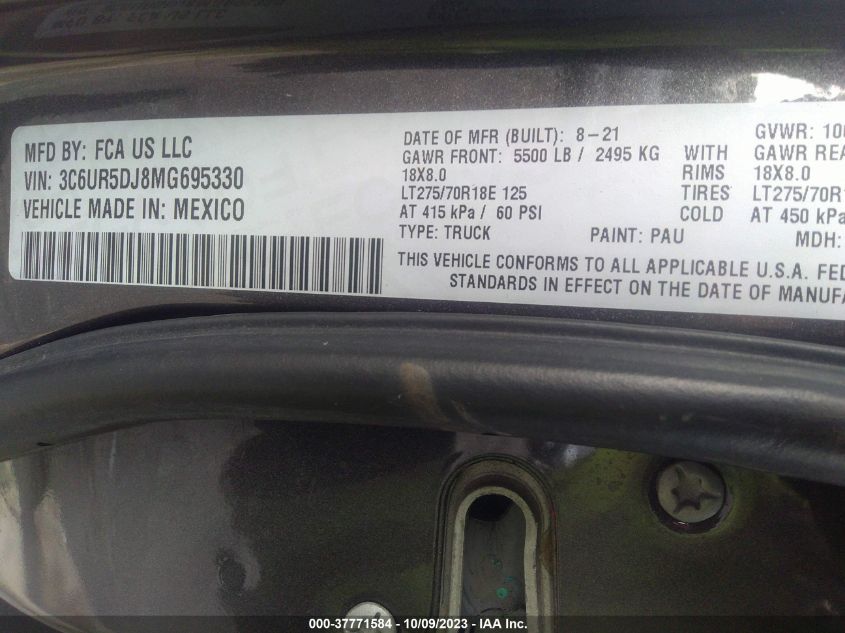 MFD BY: FCA US LLC
VIN: 3C6UR5DJ8MG695330
VEHICLE MADE IN: MEXICO
DATE OF MFR (BUILT): 8-21
GAWR FRONT: 5500 LB / 2495 KG WITH
18X8.0 RIMS
LT275/70R18E 125 TIRES
AT 415 kPa / 60 PSI COLD
TYPE: TRUCK PAINT: PAU MDH:
THIS VEHICLE CONFORMS TO ALL APPLICABLE U.S.A.
STANDARDS IN EFFECT ON THE DATE OF
GVWR:
GAWR
18X8.0
AT 450 kPa
000-37771584 - 10/09/2023 - IAA Inc.